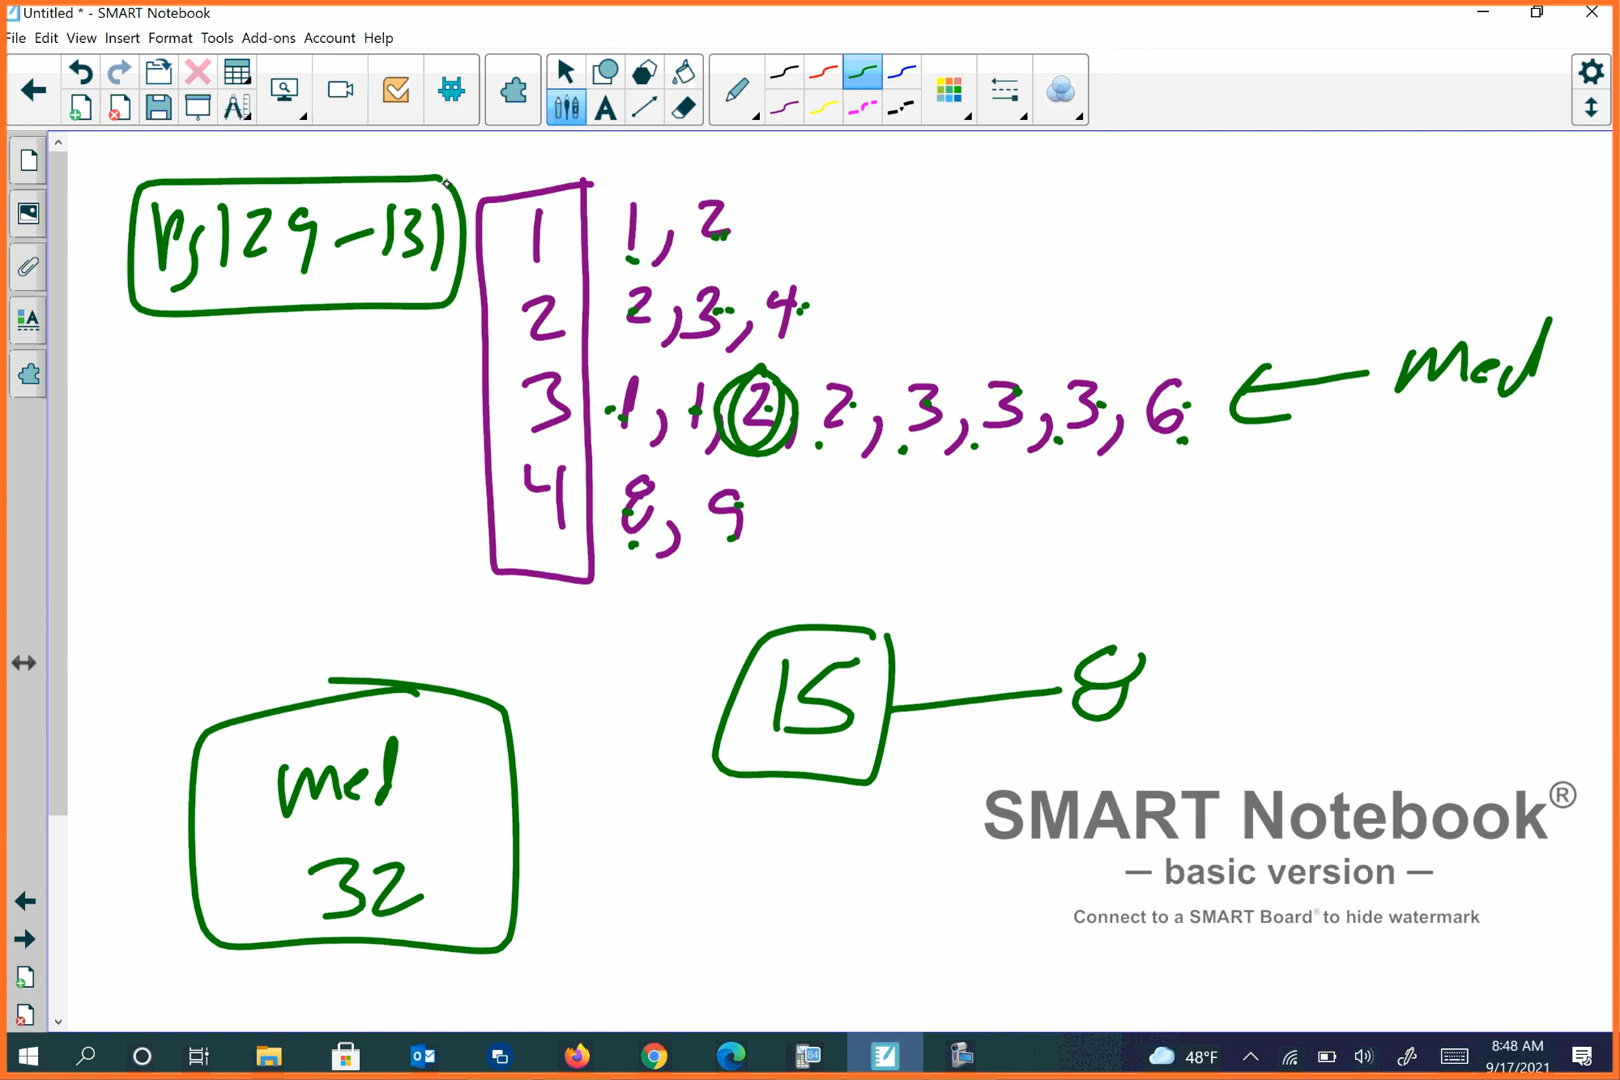 Untitled * - SMART Notebook
File Edit View Insert Format Tools Add-ons Account Help
Pg 129-131
1 1, 2
2 2, 3, 4
3 1, 1, 2, 2, 3, 3, 3, 6 ← med
4 8, 9
15 — 8
med
32
SMART Notebook®
— basic version —
Connect to a SMART Board® to hide watermark
48°F
8:48 AM
9/17/2021